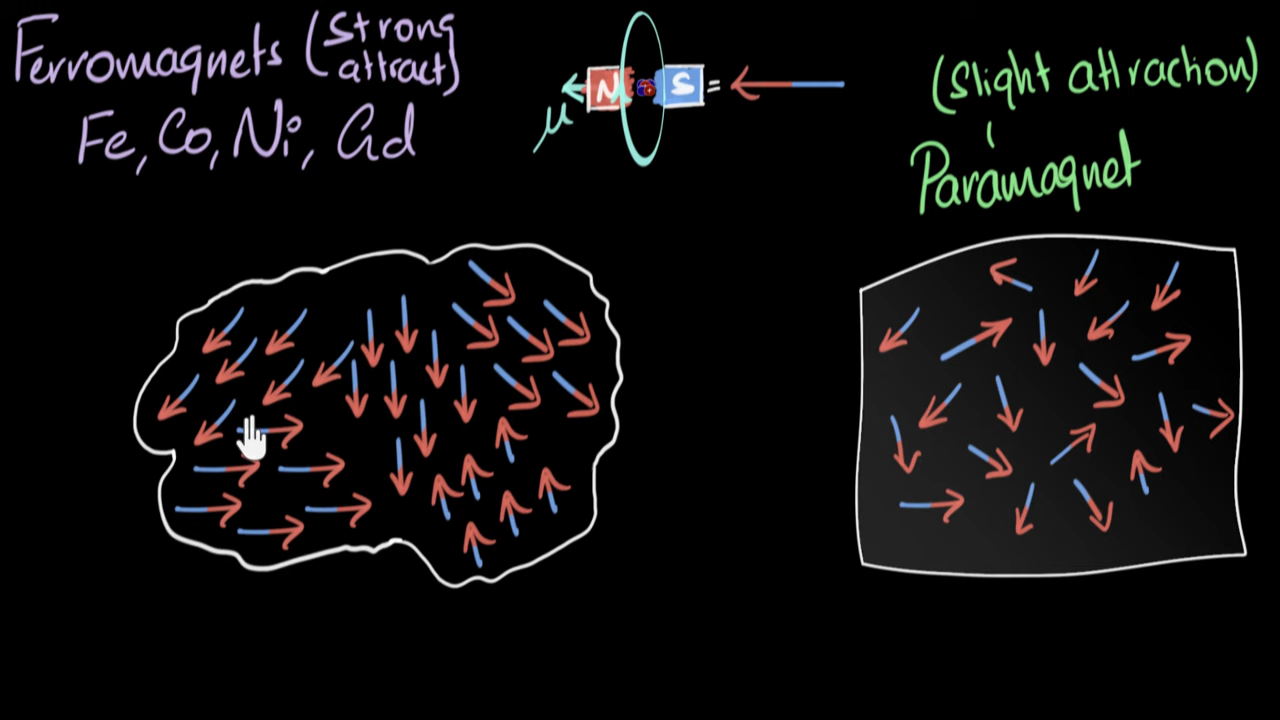 Ferromagnets (Strong attract)
Fe, Co, Ni, Gd
μ N S =
(Slight attraction)
Paramagnet